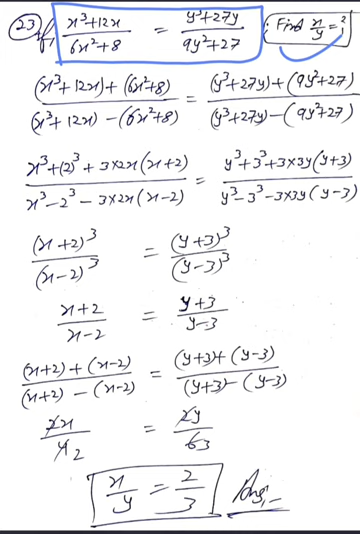 (23) If, x³+12x / 6x²+8 = y³+27y / 9y²+27 ; Find x/y = ?
(x³+12x)+(6x²+8) / (x³+12x)-(6x²+8) = (y³+27y)+(9y²+27) / (y³+27y)-(9y²+27)
x³+(2)³+3×2x(x+2) / x³-2³-3×2x(x-2) = y³+3³+3×3y(y+3) / y³-3³-3×3y(y-3)
(x+2)³ / (x-2)³ = (y+3)³ / (y-3)³
x+2 / x-2 = y+3 / y-3
(x+2)+(x-2) / (x+2)-(x-2) = (y+3)+(y-3) / (y+3)-(y-3)
2x / 4 2 = 2y / 6 3
x/y = 2/3 Ans,